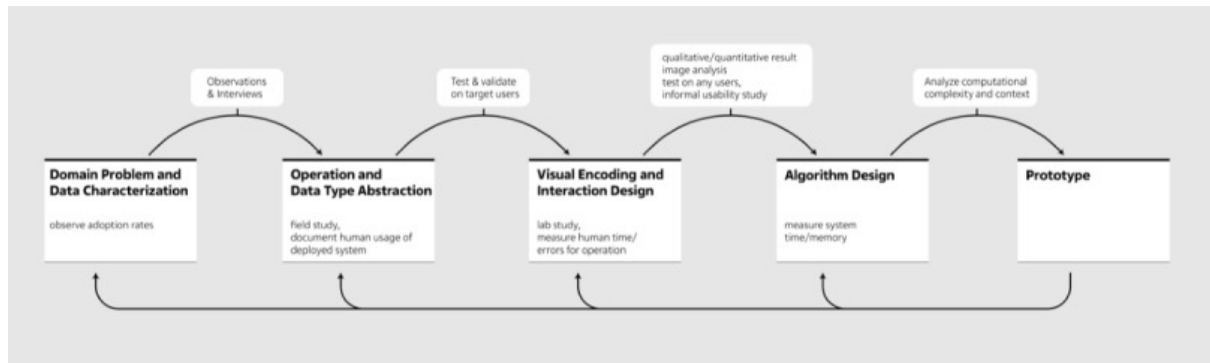 Observations
& Interviews
Test & validate
on target users
qualitative/quantitative result
image analysis
test on any users,
informal usability study
Analyze computational
complexity and context
Domain Problem and
Data Characterization
observe adoption rates
Operation and
Data Type Abstraction
field study,
document human usage of
deployed system
Visual Encoding and
Interaction Design
lab study,
measure human time/
errors for operation
Algorithm Design
measure system
time/memory
Prototype